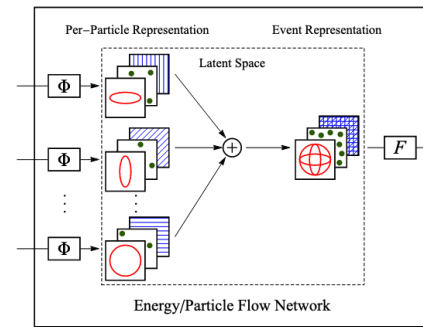 Per-Particle Representation
Event Representation
Latent Space
Φ
Φ
Φ
F
Energy/Particle Flow Network